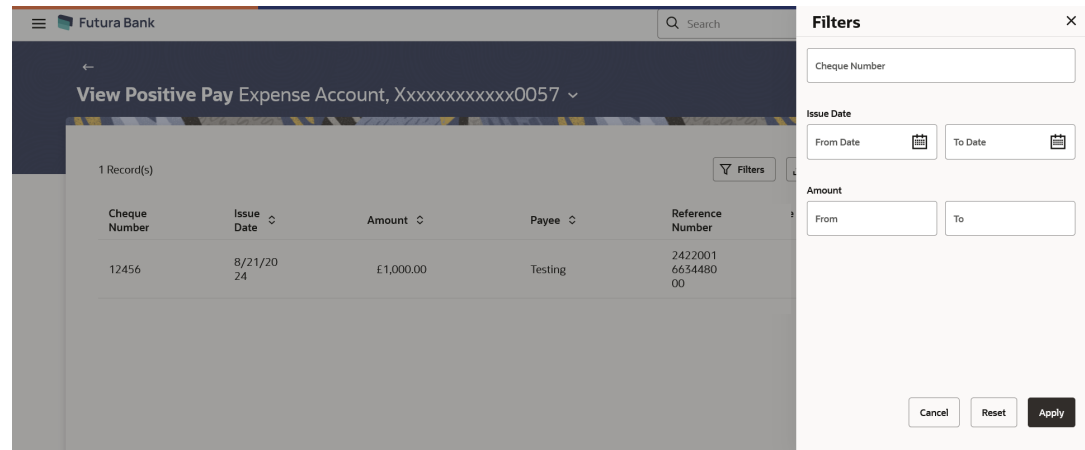 Futura Bank
Search
View Positive Pay Expense Account, Xxxxxxxxxxxx0057
1 Record(s)
Filters
Cheque Number
Issue Date
Amount
Payee
Reference Number
12456
8/21/20
24
£1,000.00
Testing
2422001
6634480
00
Filters
Cheque Number
Issue Date
From Date
To Date
Amount
From
To
Cancel
Reset
Apply